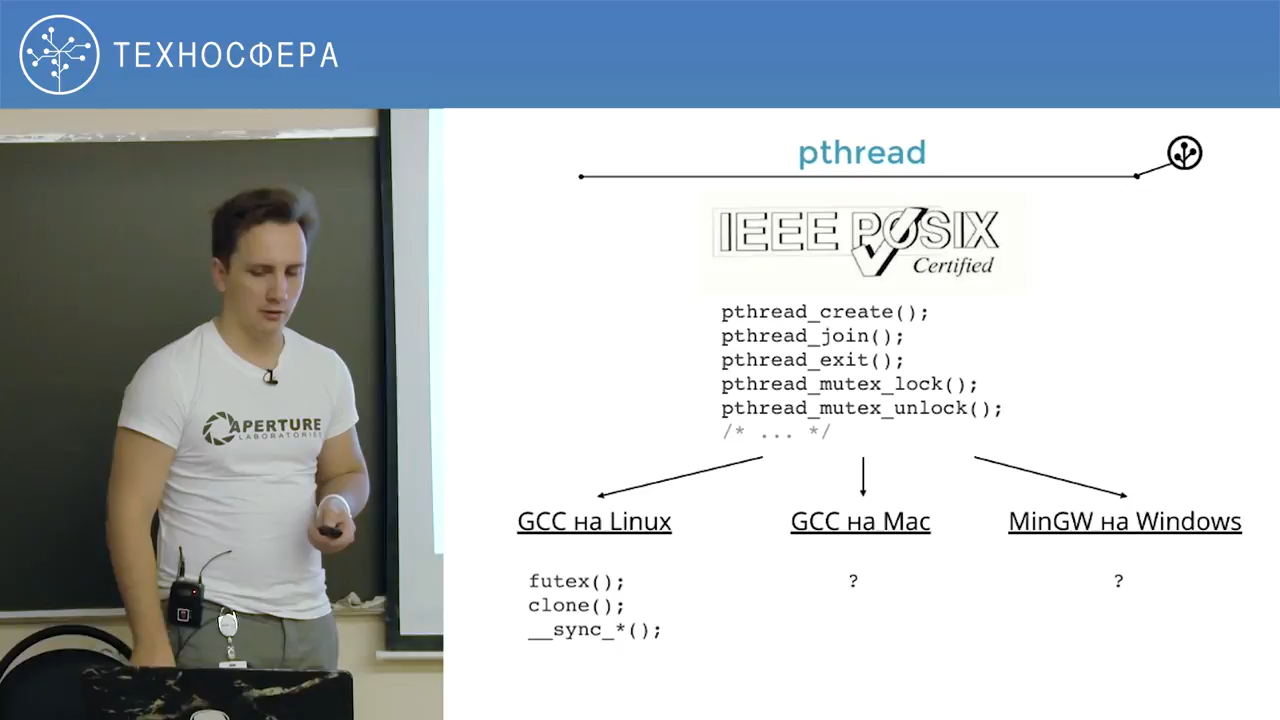 ТЕХНОСФЕРА
pthread
IEEE POSIX
Certified
pthread_create();
pthread_join();
pthread_exit();
pthread_mutex_lock();
pthread_mutex_unlock();
/* ... */
GCC на Linux
GCC на Mac
MinGW на Windows
futex();
?
?
clone();
__sync_*();
APERTURE
LABORATORIES